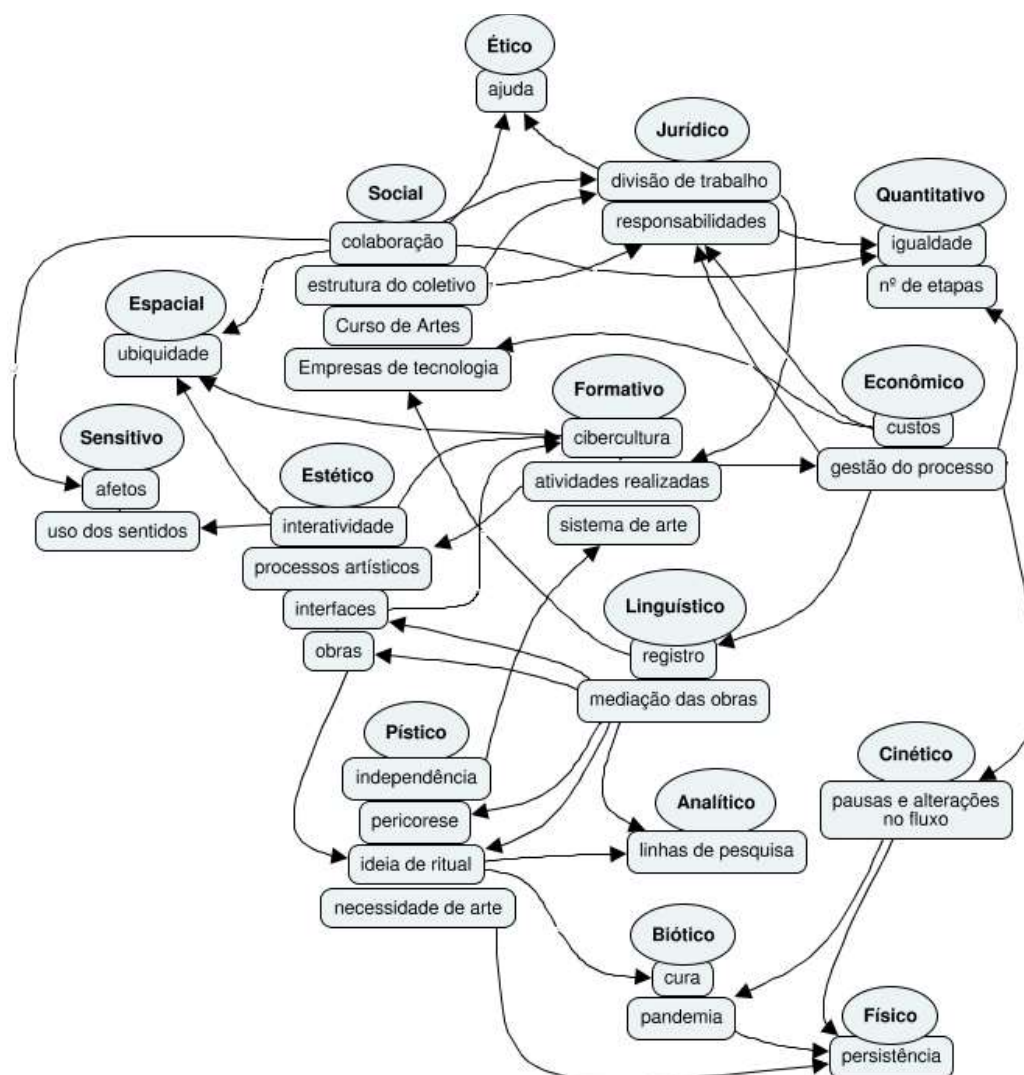 Ético
ajuda
Jurídico
divisão de trabalho
responsabilidades
Social
colaboração
estrutura do coletivo
Curso de Artes
Empresas de tecnologia
Quantitativo
igualdade
nº de etapas
Espacial
ubiquidade
Formativo
cibercultura
atividades realizadas
sistema de arte
Econômico
custos
gestão do processo
Sensitivo
afetos
uso dos sentidos
Estético
interatividade
processos artísticos
interfaces
obras
Linguístico
registro
mediação das obras
Pístico
independência
pericorese
ideia de ritual
necessidade de arte
Analítico
linhas de pesquisa
Cinético
pausas e alterações
no fluxo
Biótico
cura
pandemia
Físico
persistência